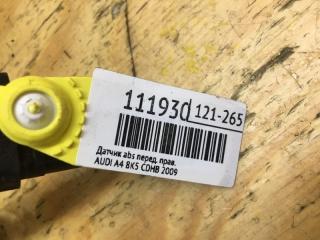 11193d 121-265
Датчик abs перед. прав.
AUDI A4 8K5 CDHB 2009